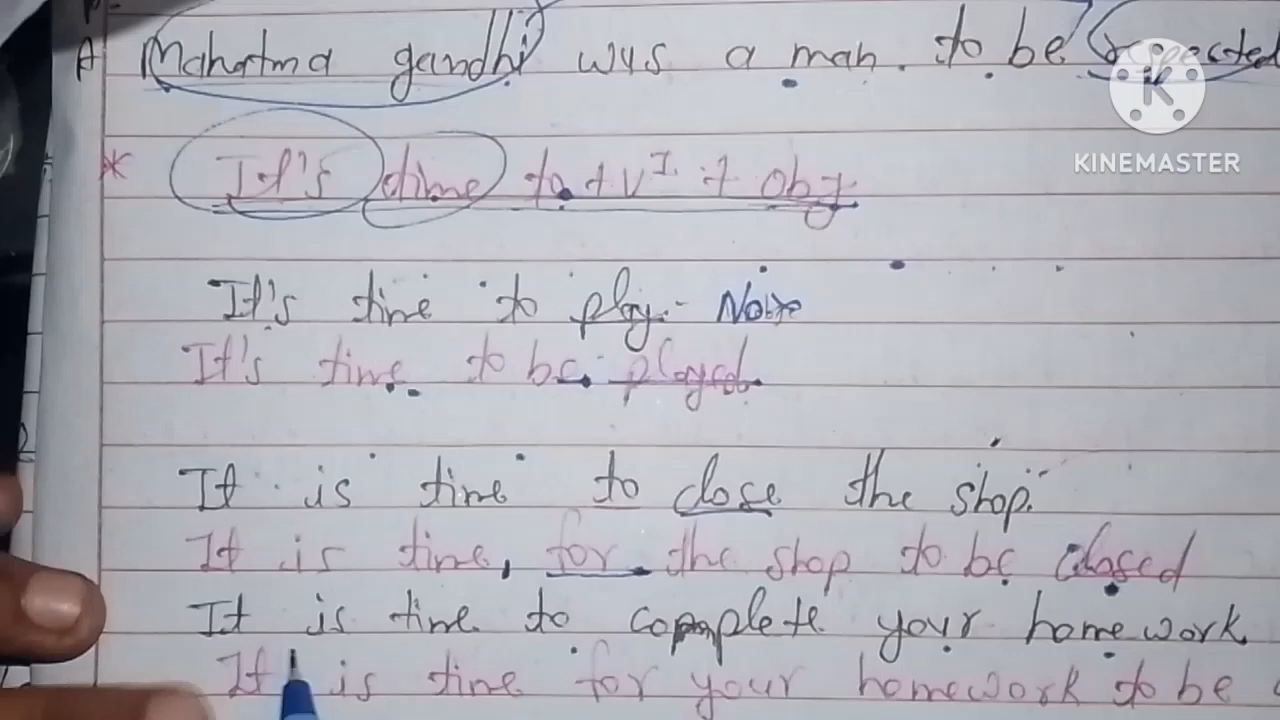 A Mahatma gandhi was a man. to be respected
KINEMASTER
* It's time to + V¹ + obj
It's time to play. Now
It's time to be played.
It is time to close the shop.
It is time, for the shop to be closed
It is time to complete your homework.
It is time for your homework to be